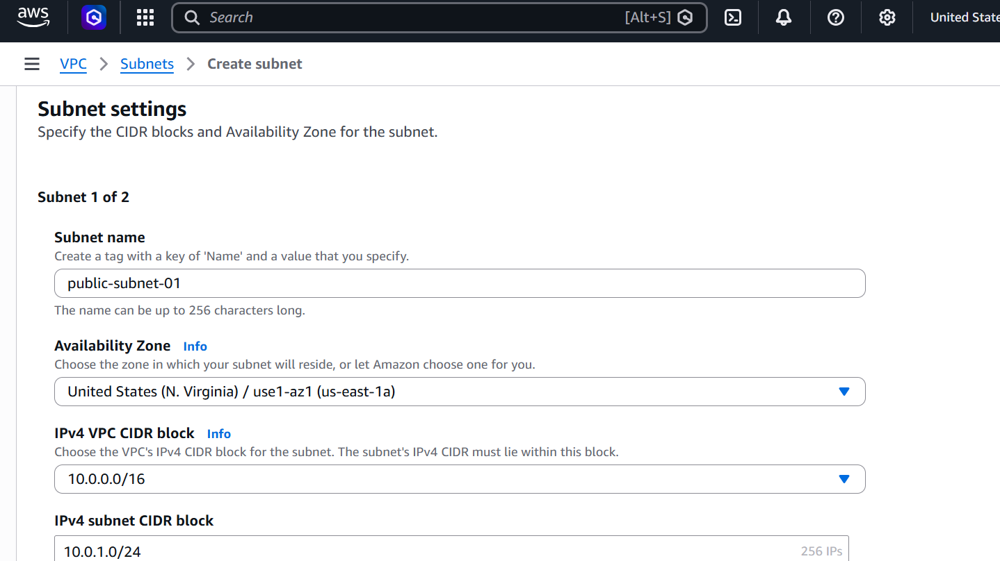 aws
Search [Alt+S] United State
VPC Subnets Create subnet
Subnet settings
Specify the CIDR blocks and Availability Zone for the subnet.
Subnet 1 of 2
Subnet name
Create a tag with a key of 'Name' and a value that you specify.
public-subnet-01
The name can be up to 256 characters long.
Availability Zone Info
Choose the zone in which your subnet will reside, or let Amazon choose one for you.
United States (N. Virginia) / use1-az1 (us-east-1a)
IPv4 VPC CIDR block Info
Choose the VPC's IPv4 CIDR block for the subnet. The subnet's IPv4 CIDR must lie within this block.
10.0.0.0/16
IPv4 subnet CIDR block
10.0.1.0/24 256 IPs